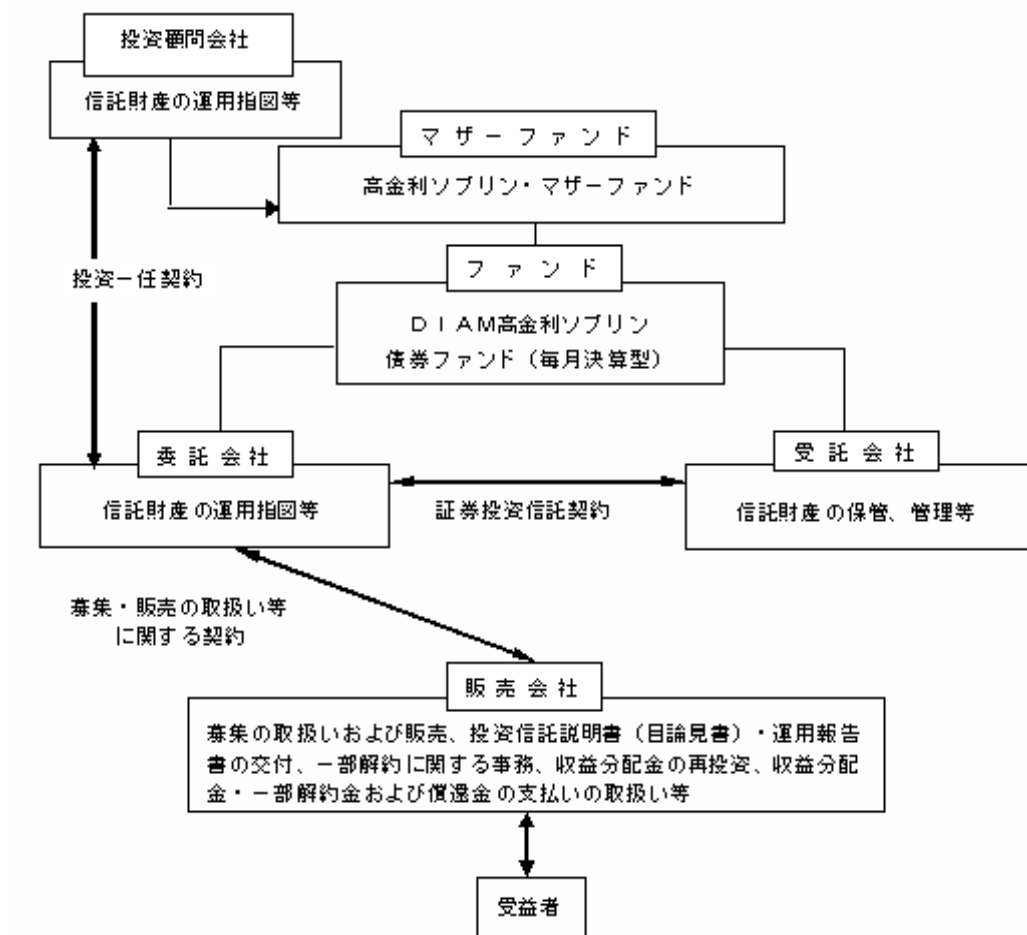 投資顧問会社
信託財産の運用指図等
マザーファンド
高金利ソブリン・マザーファンド
ファンド
投資一任契約
DIAM高金利ソブリン
債券ファンド（毎月決算型）
委託会社
受託会社
信託財産の運用指図等
証券投資信託契約
信託財産の保管、管理等
募集・販売の取扱い等
に関する契約
販売会社
募集の取扱いおよび販売、投資信託説明書（目論見書）・運用報告
書の交付、一部解約に関する事務、収益分配金の再投資、収益分配
金・一部解約金および償還金の支払いの取扱い等
受益者